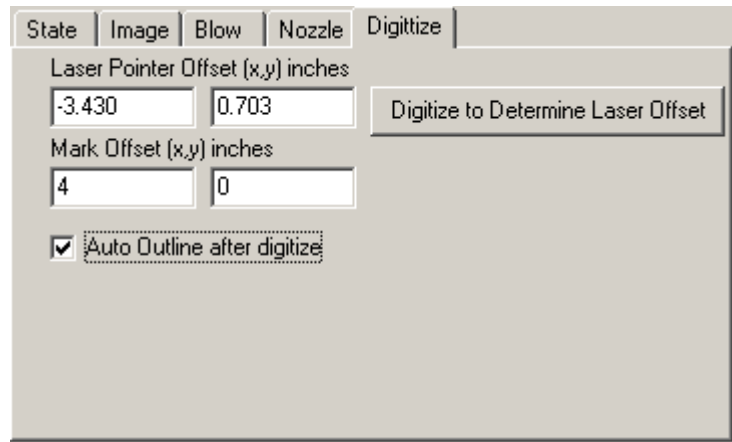 State Image Blow Nozzle Digittize
Laser Pointer Offset (x,y) inches
-3.430 0.703 Digitize to Determine Laser Offset
Mark Offset (x,y) inches
4 0
Auto Outline after digitize